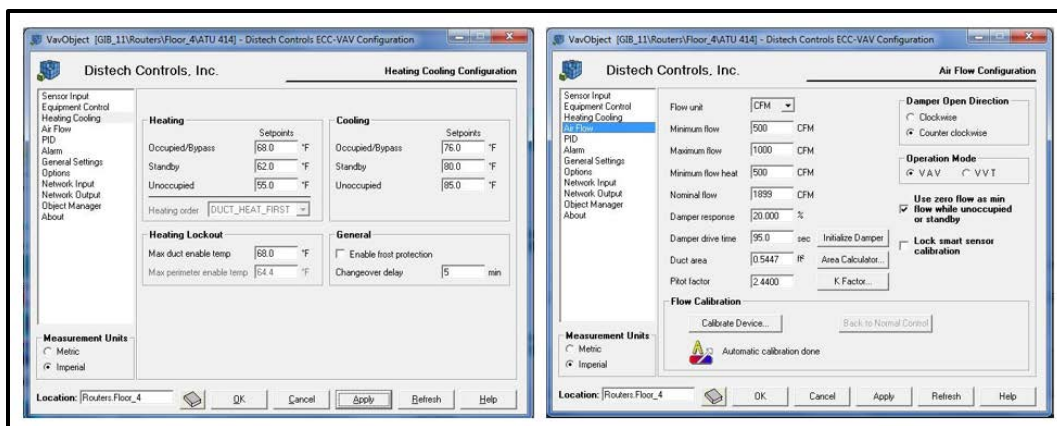 VavObject [GIB_11\Routers\Floor_4\ATU 414] - Distech Controls ECC-VAV Configuration
Distech Controls, Inc.
Heating Cooling Configuration
Sensor Input
Equipment Control
Heating Cooling
Air Flow
PID
Alarm
General Settings
Options
Network Input
Network Output
Object Manager
About
Heating
Setpoints
Occupied/Bypass 68.0 °F
Standby 62.0 °F
Unoccupied 55.0 °F
Heating order DUCT_HEAT_FIRST
Cooling
Setpoints
Occupied/Bypass 76.0 °F
Standby 80.0 °F
Unoccupied 85.0 °F
Heating Lockout
Max duct enable temp 68.0 °F
Max perimeter enable temp 64.4 °F
General
Enable frost protection
Changeover delay 5 min
Measurement Units
Metric
Imperial
Location: Routers.Floor_4 OK Cancel Apply Refresh Help
VavObject [GIB_11\Routers\Floor_4\ATU 414] - Distech Controls ECC-VAV Configuration
Distech Controls, Inc.
Air Flow Configuration
Sensor Input
Equipment Control
Heating Cooling
Air Flow
PID
Alarm
General Settings
Options
Network Input
Network Output
Object Manager
About
Flow unit CFM
Minimum flow 500 CFM
Maximum flow 1000 CFM
Minimum flow heat 500 CFM
Nominal flow 1899 CFM
Damper response 20.000 %
Damper drive time 95.0 sec Initialize Damper
Duct area 0.5447 ft² Area Calculator...
Pitot factor 2.4400 K Factor...
Damper Open Direction
Clockwise
Counter clockwise
Operation Mode
VAV VVT
Use zero flow as min
flow while unoccupied
or standby
Lock smart sensor
calibration
Flow Calibration
Calibrate Device... Back to Normal Control
Automatic calibration done
Measurement Units
Metric
Imperial
Location: Routers.Floor_4 OK Cancel Apply Refresh Help